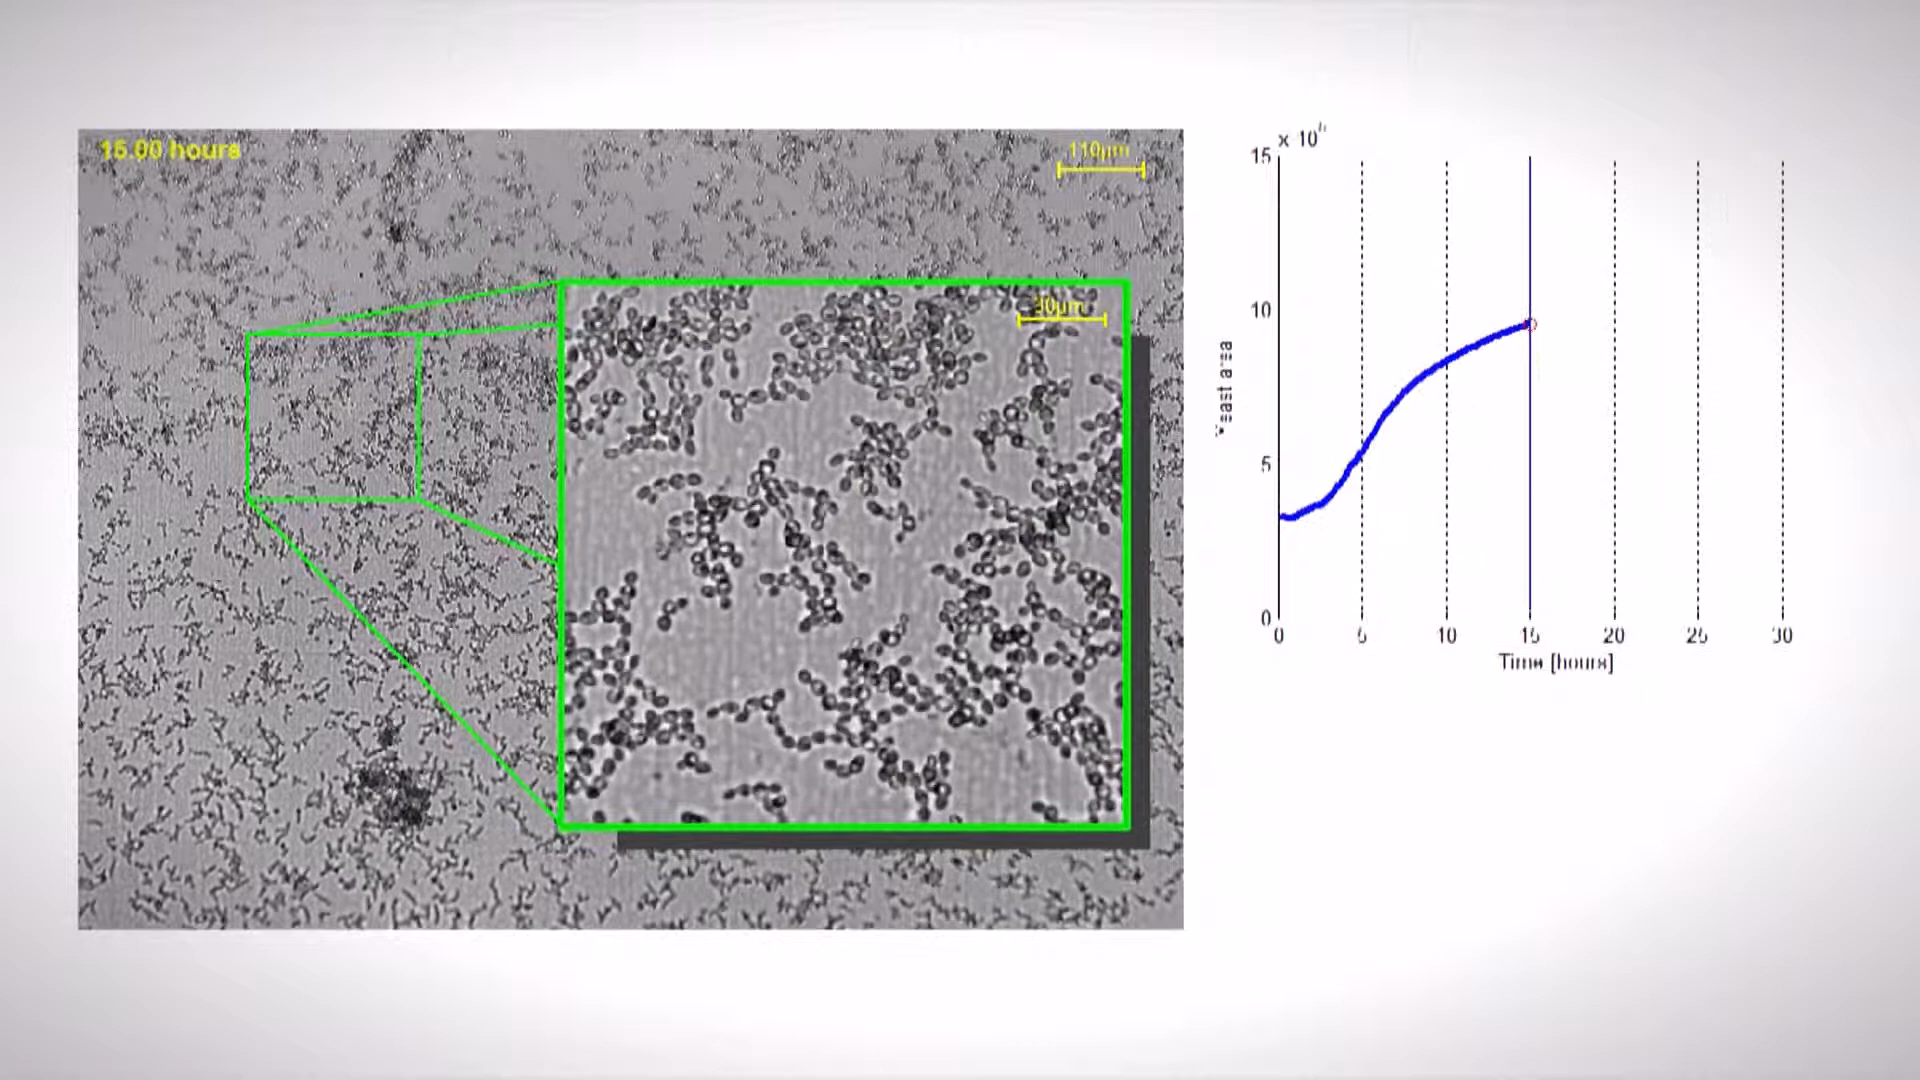 15.00 hours
110µm
30µm
x 10
15
10
5
0
Yeast area
0 5 10 15 20 25 30
Time [hours]